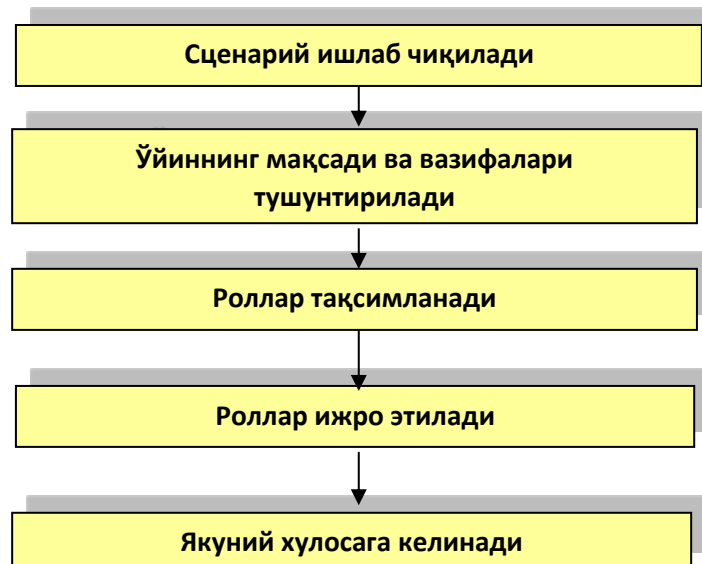 Сценарий ишлаб чиқилади
Ўйиннинг мақсади ва вазифалари
тушунтирилади
Роллар тақсимланади
Роллар ижро этилади
Якуний хулосага келинади